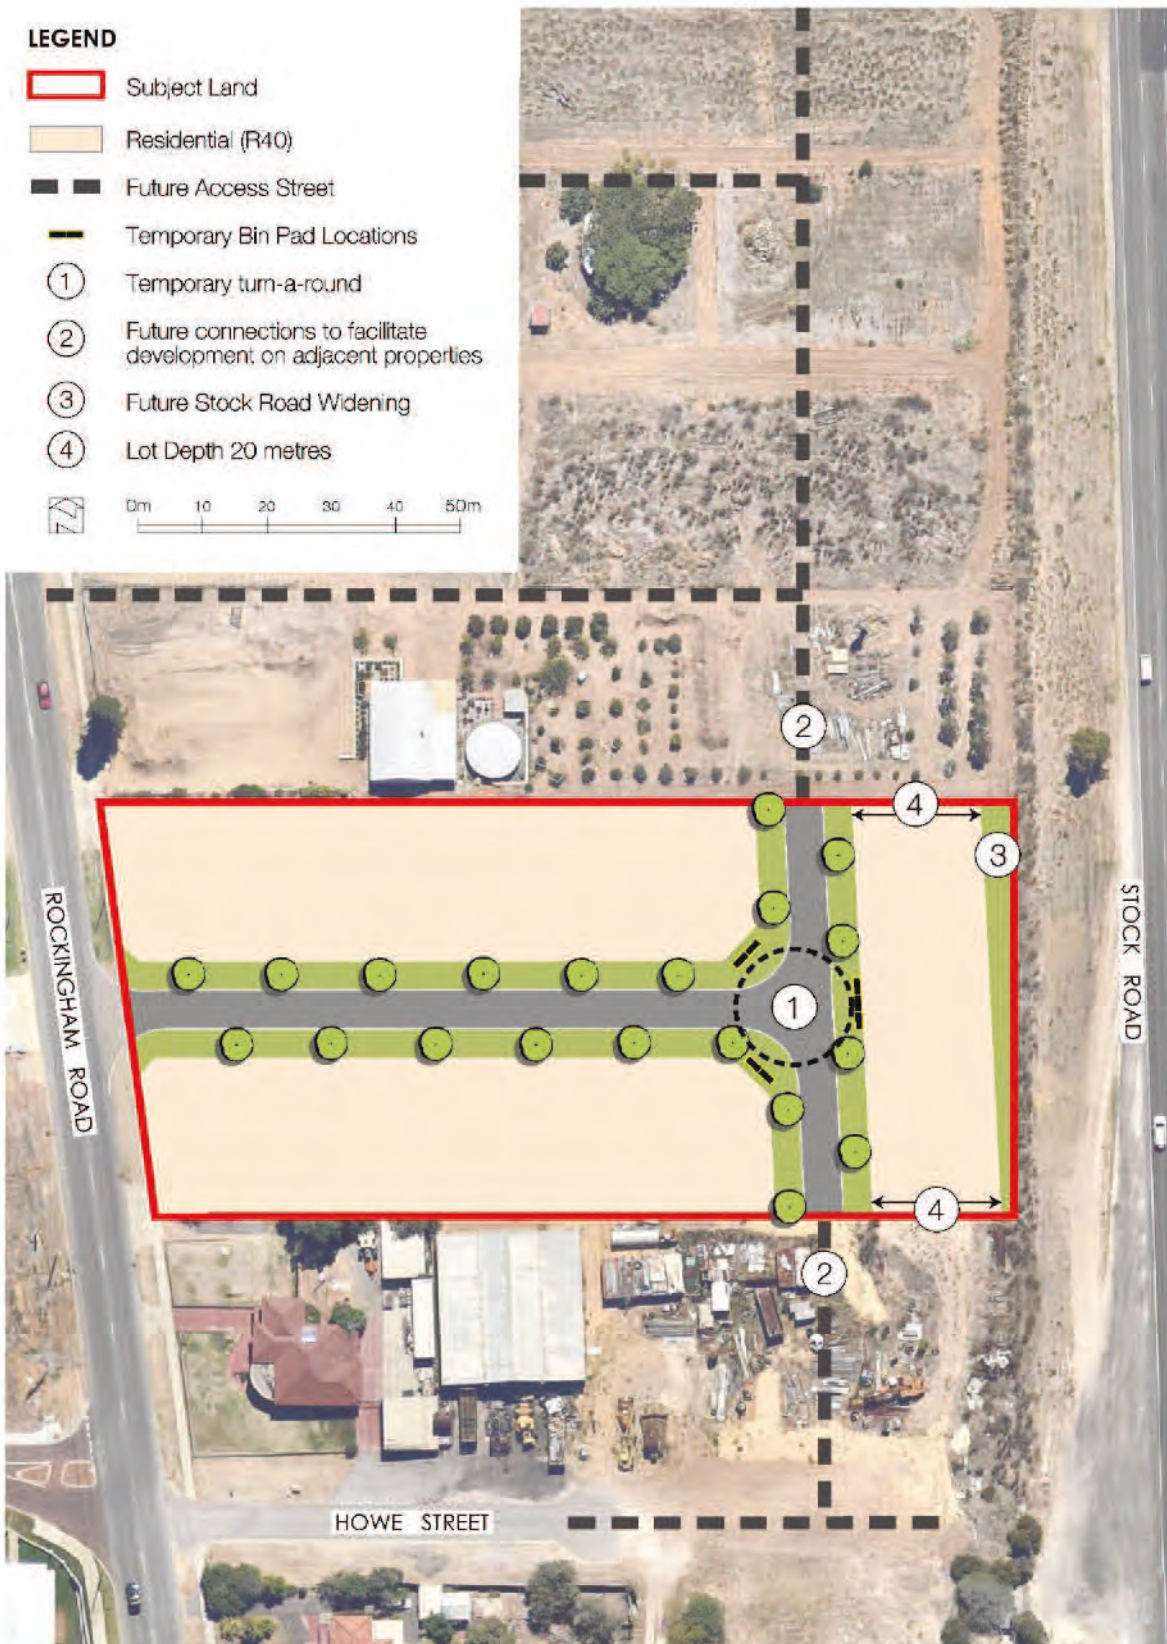 LEGEND
Subject Land
Residential (R40)
Future Access Street
Temporary Bin Pad Locations
1 Temporary turn-a-round
2 Future connections to facilitate
development on adjacent properties
3 Future Stock Road Widening
4 Lot Depth 20 metres
0m 10 20 30 40 50m
2
4
3
ROCKINGHAM ROAD
1
STOCK ROAD
4
2
HOWE STREET